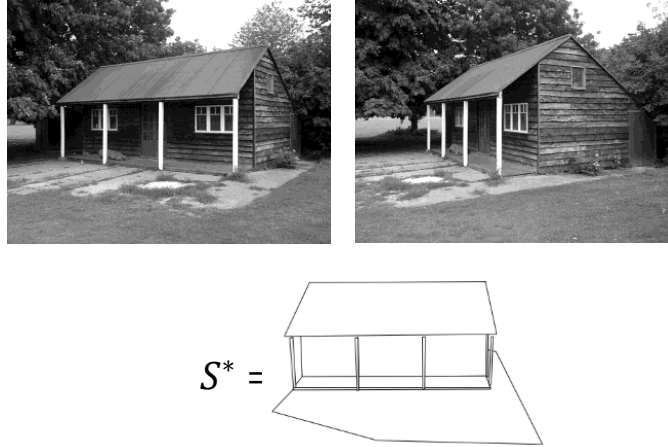 S* =